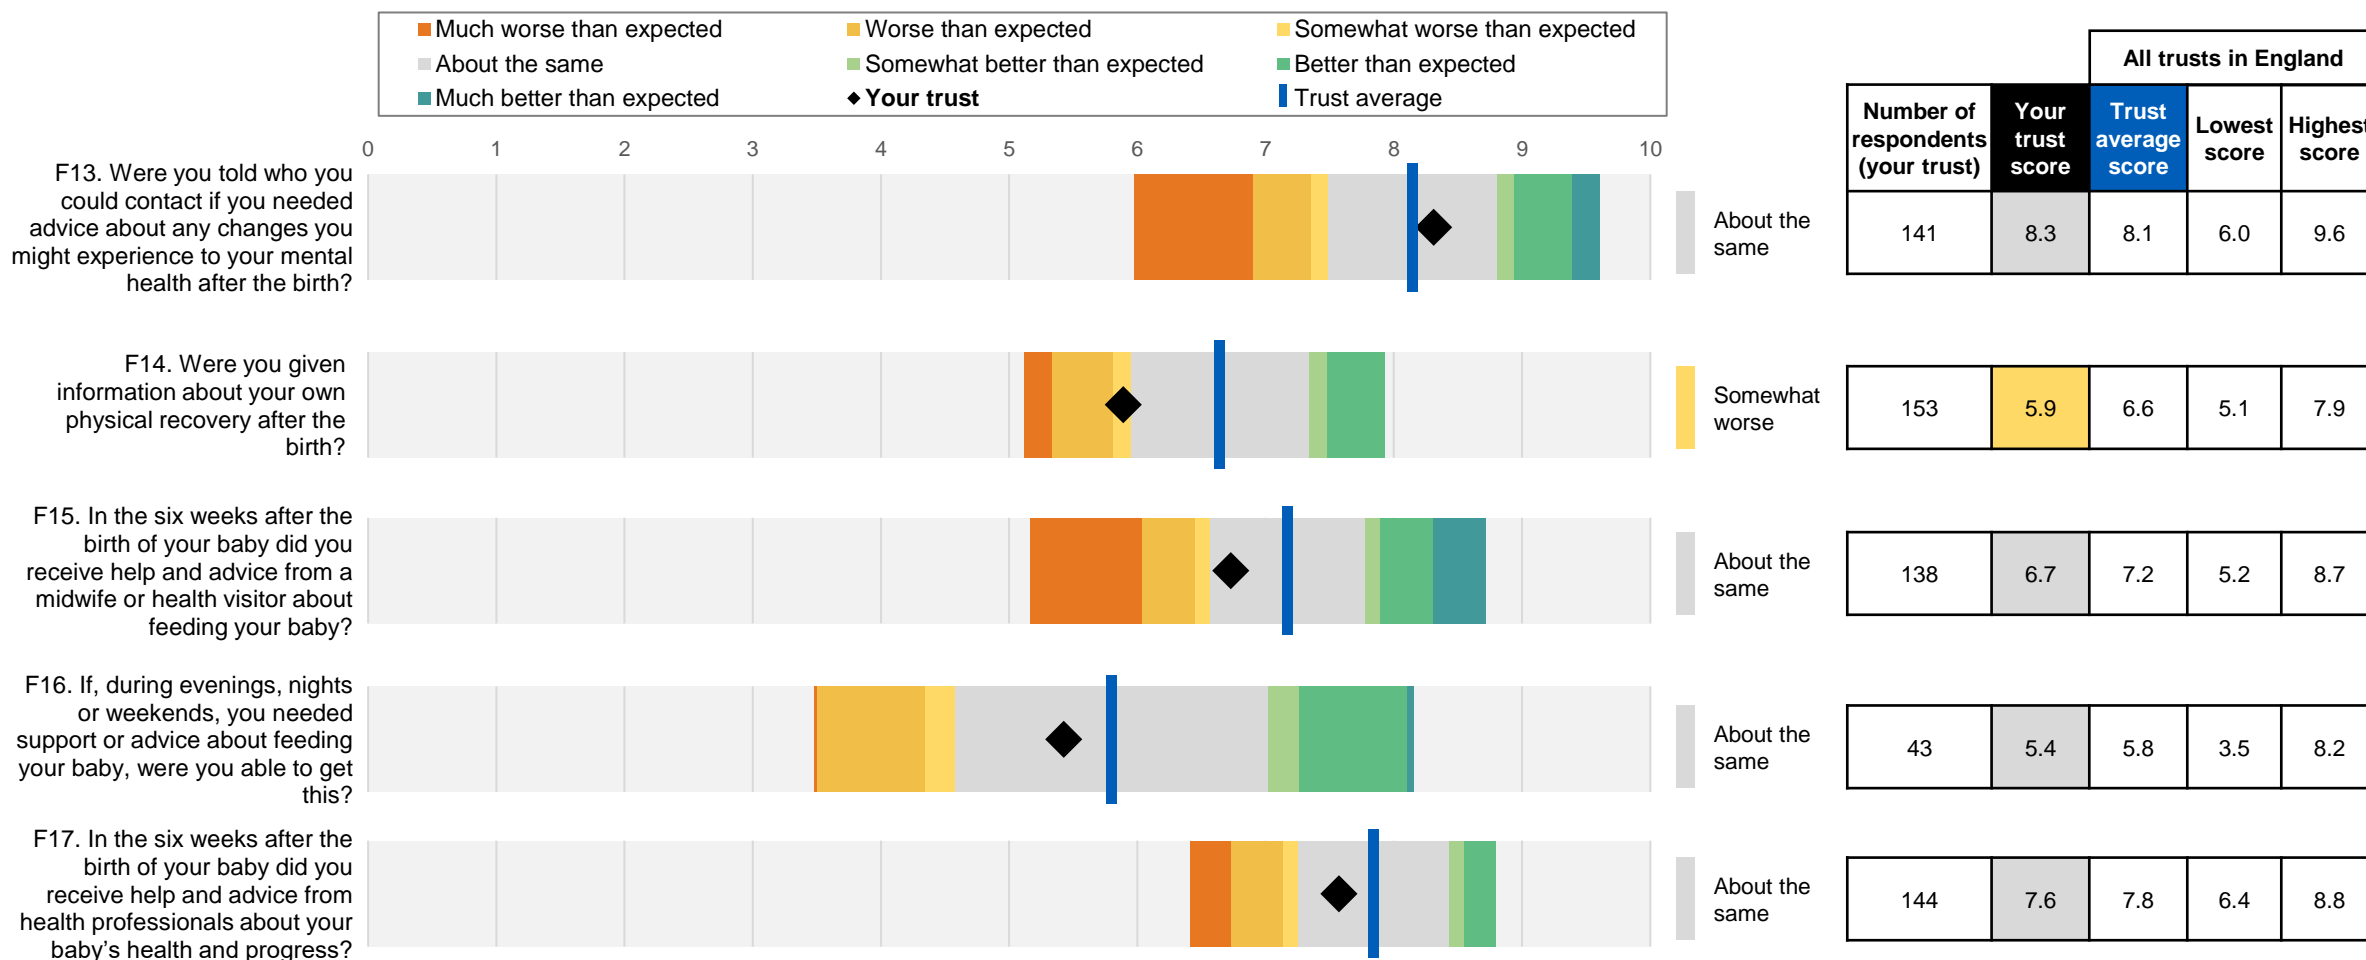 Much worse than expected
Worse than expected
Somewhat worse than expected
About the same
Somewhat better than expected
Better than expected
Much better than expected
Your trust
Trust average
All trusts in England
Number of
respondents
(your trust)
Your
trust
score
Trust
average
score
Lowest
score
Highest
score
0 1 2 3 4 5 6 7 8 9 10
F13. Were you told who you
could contact if you needed
advice about any changes you
might experience to your mental
health after the birth?
About the
same
141 8.3 8.1 6.0 9.6
F14. Were you given
information about your own
physical recovery after the
birth?
Somewhat
worse
153 5.9 6.6 5.1 7.9
F15. In the six weeks after the
birth of your baby did you
receive help and advice from a
midwife or health visitor about
feeding your baby?
About the
same
138 6.7 7.2 5.2 8.7
F16. If, during evenings, nights
or weekends, you needed
support or advice about feeding
your baby, were you able to get
this?
About the
same
43 5.4 5.8 3.5 8.2
F17. In the six weeks after the
birth of your baby did you
receive help and advice from
health professionals about your
baby’s health and progress?
About the
same
144 7.6 7.8 6.4 8.8